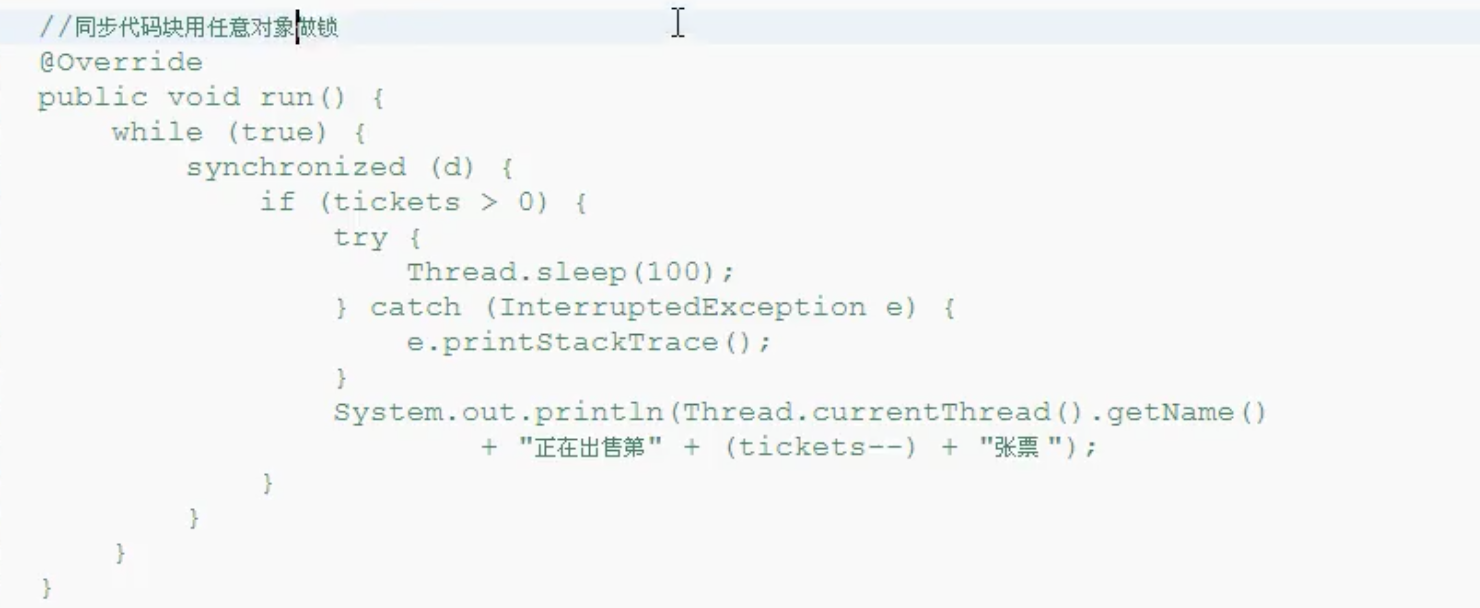 //同步代码块用任意对象做锁
@Override
public void run() {
    while (true) {
        synchronized (d) {
            if (tickets > 0) {
                try {
                    Thread.sleep(100);
                } catch (InterruptedException e) {
                    e.printStackTrace();
                }
                System.out.println(Thread.currentThread().getName()
                        + "正在出售第" + (tickets--) + "张票 ");
            }
        }
    }
}